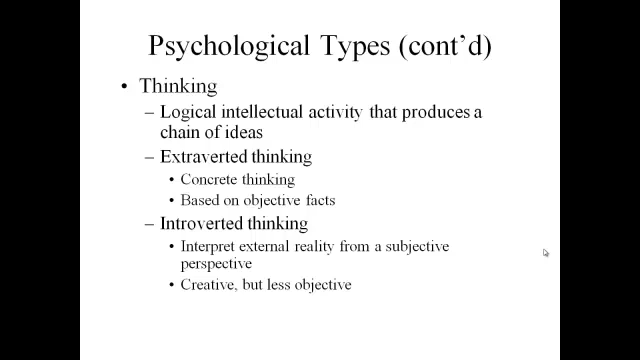 Psychological Types (cont’d)
• Thinking
– Logical intellectual activity that produces a
chain of ideas
– Extraverted thinking
• Concrete thinking
• Based on objective facts
– Introverted thinking
• Interpret external reality from a subjective
perspective
• Creative, but less objective